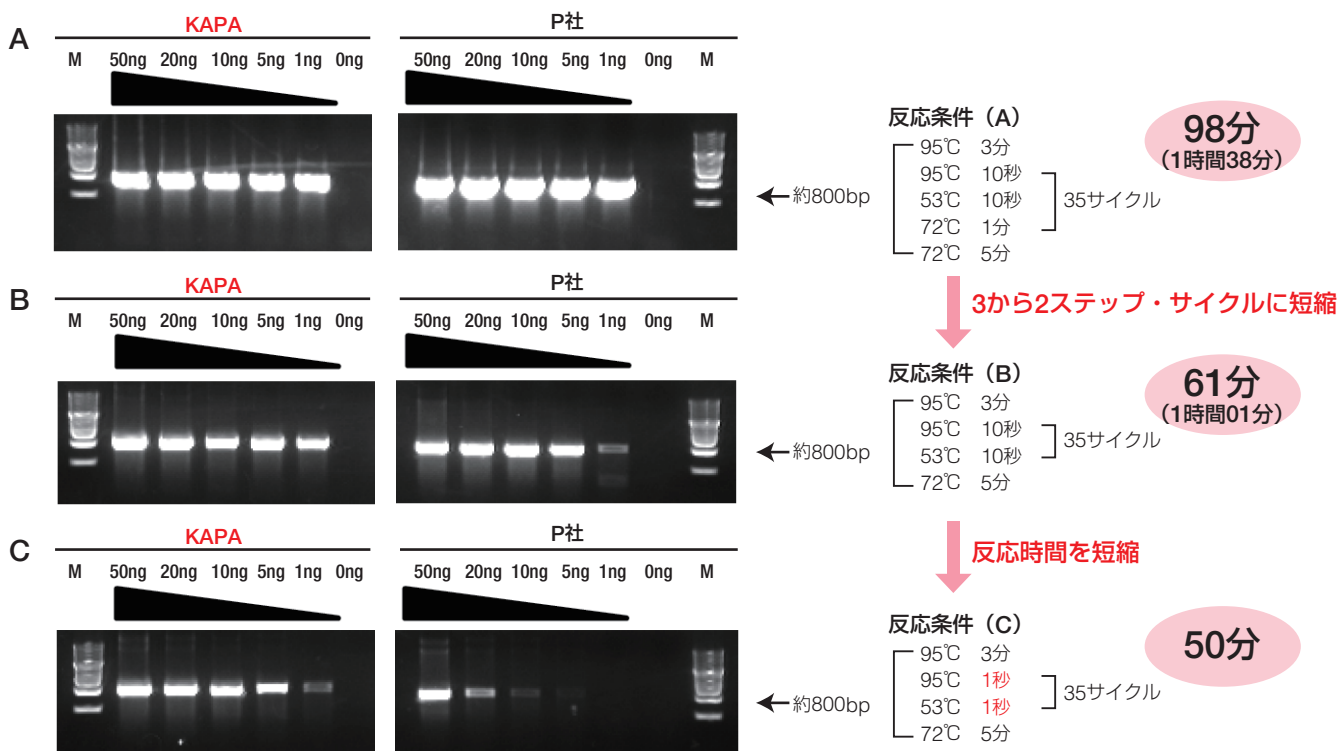 A
KAPA
P社
M 50ng 20ng 10ng 5ng 1ng 0ng
50ng 20ng 10ng 5ng 1ng 0ng M
約800bp
反応条件（A）
95℃ 3分
95℃ 10秒
53℃ 10秒
72℃ 1分
72℃ 5分
35サイクル
98分
（1時間38分）
3から2ステップ・サイクルに短縮
B
KAPA
P社
M 50ng 20ng 10ng 5ng 1ng 0ng
50ng 20ng 10ng 5ng 1ng 0ng M
約800bp
反応条件（B）
95℃ 3分
95℃ 10秒
53℃ 10秒
72℃ 5分
35サイクル
61分
（1時間01分）
反応時間を短縮
C
KAPA
P社
M 50ng 20ng 10ng 5ng 1ng 0ng
50ng 20ng 10ng 5ng 1ng 0ng M
約800bp
反応条件（C）
95℃ 3分
95℃ 1秒
53℃ 1秒
72℃ 5分
35サイクル
50分